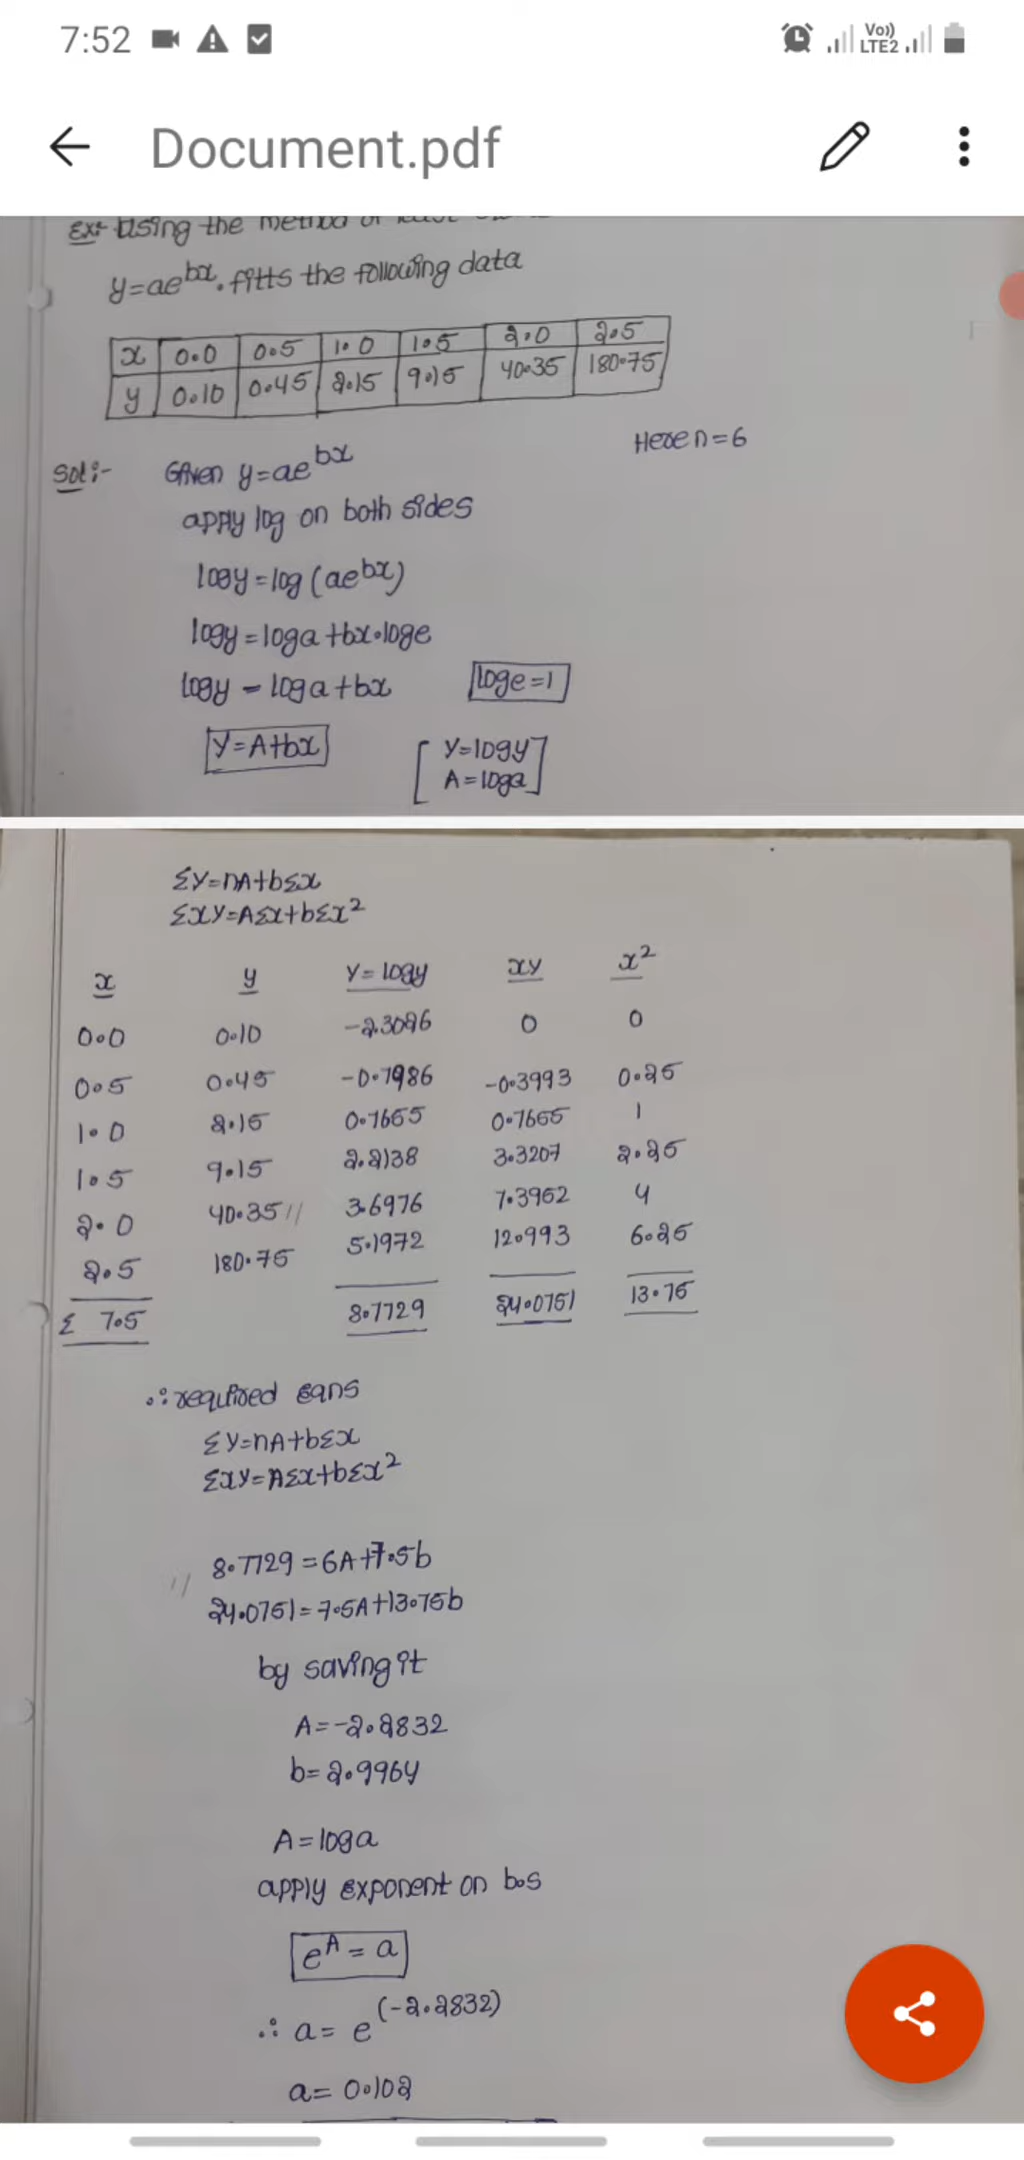 7:52 Vo)) LTE2
Document.pdf
Ex:- Using the method of least
y=ae^bx. fitts the following data
x 0.0 0.5 1.0 1.5 2.0 2.5
y 0.10 0.45 2.15 9.15 40.35 180.75
Here n=6
Sol:- Given y=ae^bx
apply log on both sides
logy=log(ae^bx)
logy=loga+bx.loge
logy = loga+bx loge=1
Y=A+bx [Y=logy
A=loga]
ΣY=nA+bΣx
ΣxY=AΣx+bΣx²
x y Y=logy xy x²
0.0 0.10 -2.3026 0 0
0.5 0.45 -0.7986 -0.3993 0.25
1.0 2.15 0.7655 0.7655 1
1.5 9.15 2.2138 3.3207 2.25
2.0 40.35 3.6976 7.3952 4
2.5 180.75 5.1972 12.993 6.25
Σ 7.5 8.7729 24.0751 13.75
∴ required eqns
ΣY=nA+bΣx
ΣxY=AΣx+bΣx²
8.7729=6A+7.5b
24.0751=7.5A+13.75b
by saving it
A=-2.2832
b=2.9964
A=loga
apply exponent on b.s
e^A=a
∴ a= e^(-2.2832)
a= 0.102